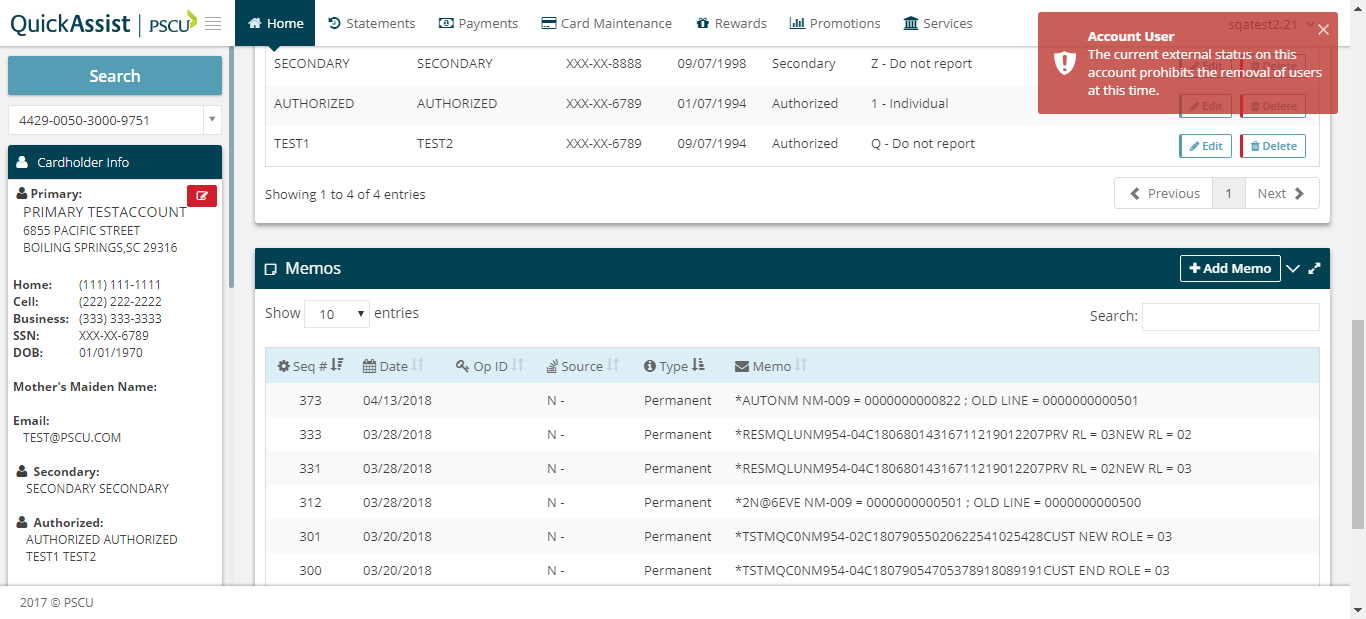 QuickAssist | PSCU
Home Statements Payments Card Maintenance Rewards Promotions Services sqatest2.21
Account User
The current external status on this
account prohibits the removal of users
at this time.
Search
4429-0050-3000-9751
Cardholder Info
Primary:
PRIMARY TESTACCOUNT
6855 PACIFIC STREET
BOILING SPRINGS,SC 29316
Home: (111) 111-1111
Cell: (222) 222-2222
Business: (333) 333-3333
SSN: XXX-XX-6789
DOB: 01/01/1970
Mother's Maiden Name:
Email:
TEST@PSCU.COM
Secondary:
SECONDARY SECONDARY
Authorized:
AUTHORIZED AUTHORIZED
TEST1 TEST2
SECONDARY SECONDARY XXX-XX-8888 09/07/1998 Secondary Z - Do not report Edit Delete
AUTHORIZED AUTHORIZED XXX-XX-6789 01/07/1994 Authorized 1 - Individual Edit Delete
TEST1 TEST2 XXX-XX-6789 09/07/1994 Authorized Q - Do not report Edit Delete
Showing 1 to 4 of 4 entries
Previous 1 Next
Memos
Add Memo
Show 10 entries
Search:
Seq # Date Op ID Source Type Memo
373 04/13/2018 N - Permanent *AUTONM NM-009 = 0000000000822 ; OLD LINE = 0000000000501
333 03/28/2018 N - Permanent *RESMQLUNM954-04C18068014316711219012207PRV RL = 03NEW RL = 02
331 03/28/2018 N - Permanent *RESMQLUNM954-04C18068014316711219012207PRV RL = 02NEW RL = 03
312 03/28/2018 N - Permanent *2N@6EVE NM-009 = 0000000000501 ; OLD LINE = 0000000000500
301 03/20/2018 N - Permanent *TSTMQC0NM954-02C18079055020622541025428CUST NEW ROLE = 03
300 03/20/2018 N - Permanent *TSTMQC0NM954-04C18079054705378918089191CUST END ROLE = 03
2017 © PSCU